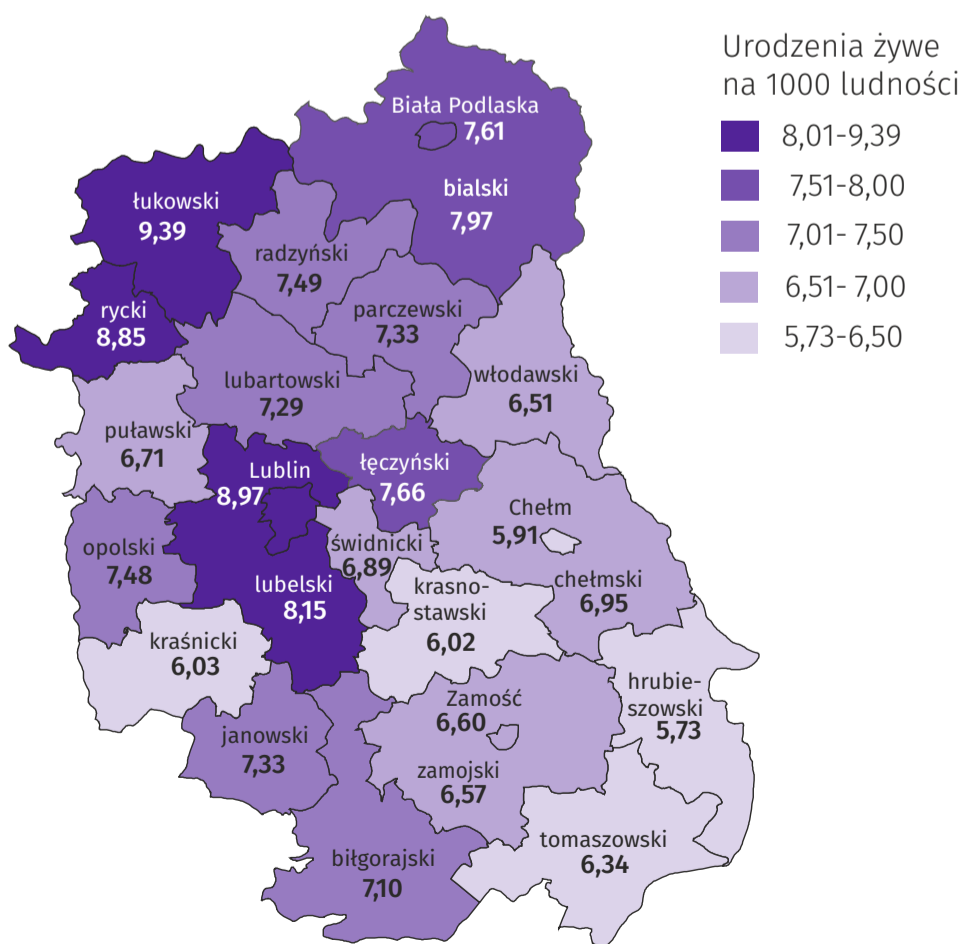 Urodzenia żywe
na 1000 ludności
8,01-9,39
7,51-8,00
7,01- 7,50
6,51- 7,00
5,73-6,50
Biała Podlaska
7,61
bialski
7,97
łukowski
9,39
radzyński
7,49
rycki
8,85
parczewski
7,33
lubartowski
7,29
włodawski
6,51
puławski
6,71
Lublin
8,97
łęczyński
7,66
Chełm
5,91
opolski
7,48
świdnicki
6,89
lubelski
8,15
krasno-
stawski
6,02
chełmski
6,95
kraśnicki
6,03
hrubie-
szowski
5,73
Zamość
6,60
janowski
7,33
zamojski
6,57
tomaszowski
6,34
biłgorajski
7,10